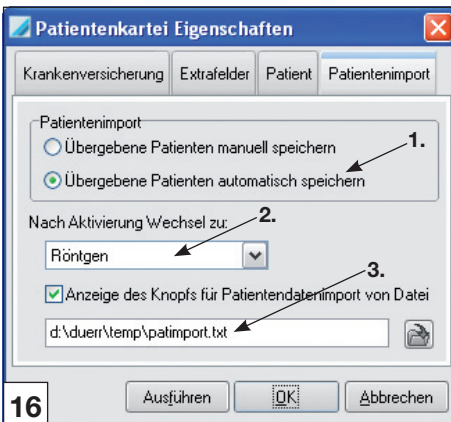 Patientenkartei Eigenschaften
Krankenversicherung Extrafelder Patient Patientenimport
Patientenimport
Übergebene Patienten manuell speichern
1.
Übergebene Patienten automatisch speichern
Nach Aktivierung Wechsel zu:
2.
Röntgen
3.
Anzeige des Knopfs für Patientendatenimport von Datei
d:\duerr\temp\patimport.txt
16
Ausführen OK Abbrechen